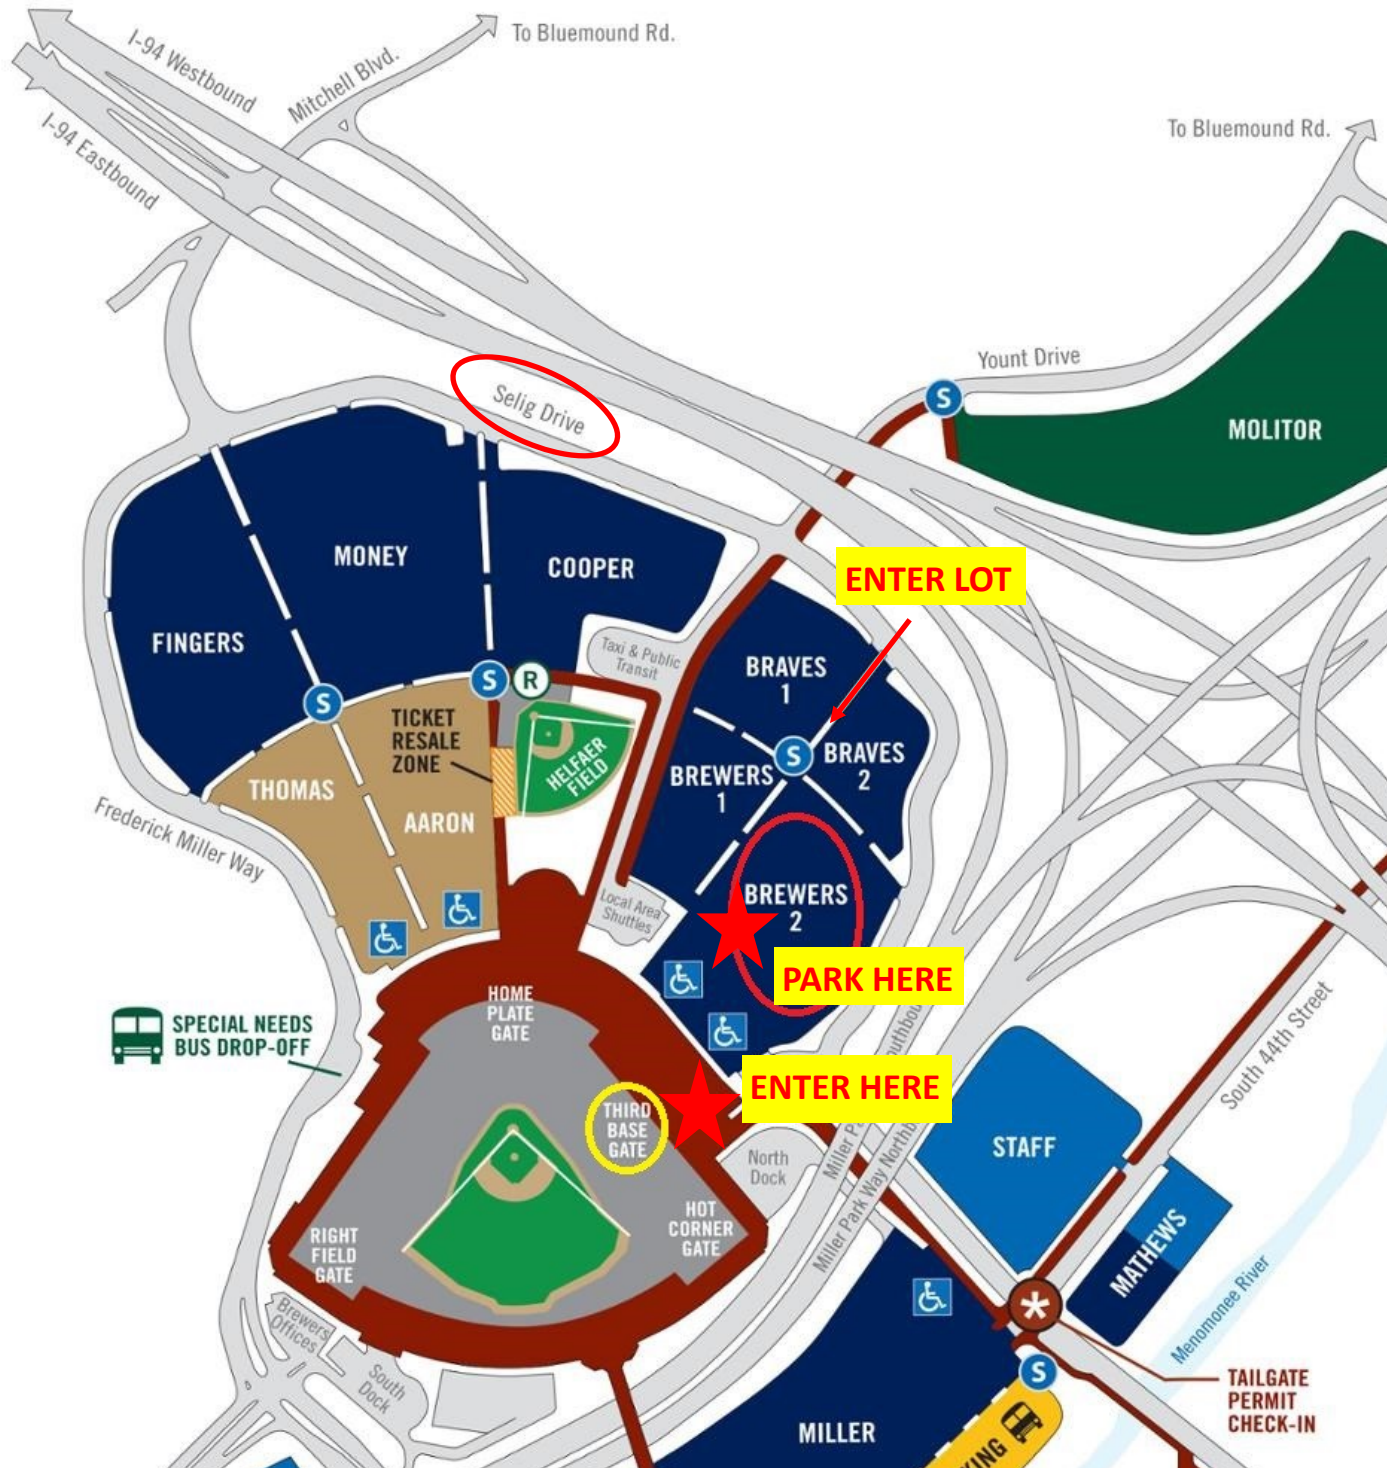 To Bluemound Rd.
I-94 Westbound
Mitchell Blvd.
I-94 Eastbound
To Bluemound Rd.
Yount Drive
S
Selig Drive
MOLITOR
MONEY
COOPER
ENTER LOT
FINGERS
Taxi & Public
Transit
BRAVES
1
S
R
S
TICKET
RESALE
ZONE
HELFAER
FIELD
S
BRAVES
2
BREWERS
1
THOMAS
AARON
Frederick Miller Way
BREWERS
2
Local Area
Shuttles
PARK HERE
HOME
PLATE
GATE
SPECIAL NEEDS
BUS DROP-OFF
South 44th Street
ENTER HERE
THIRD
BASE
GATE
STAFF
North
Dock
Miller Park Way Northb
HOT
CORNER
GATE
RIGHT
FIELD
GATE
MATHEWS
Menomonee River
*
Brewers
Offices
South
Dock
S
TAILGATE
PERMIT
CHECK-IN
MILLER
KING